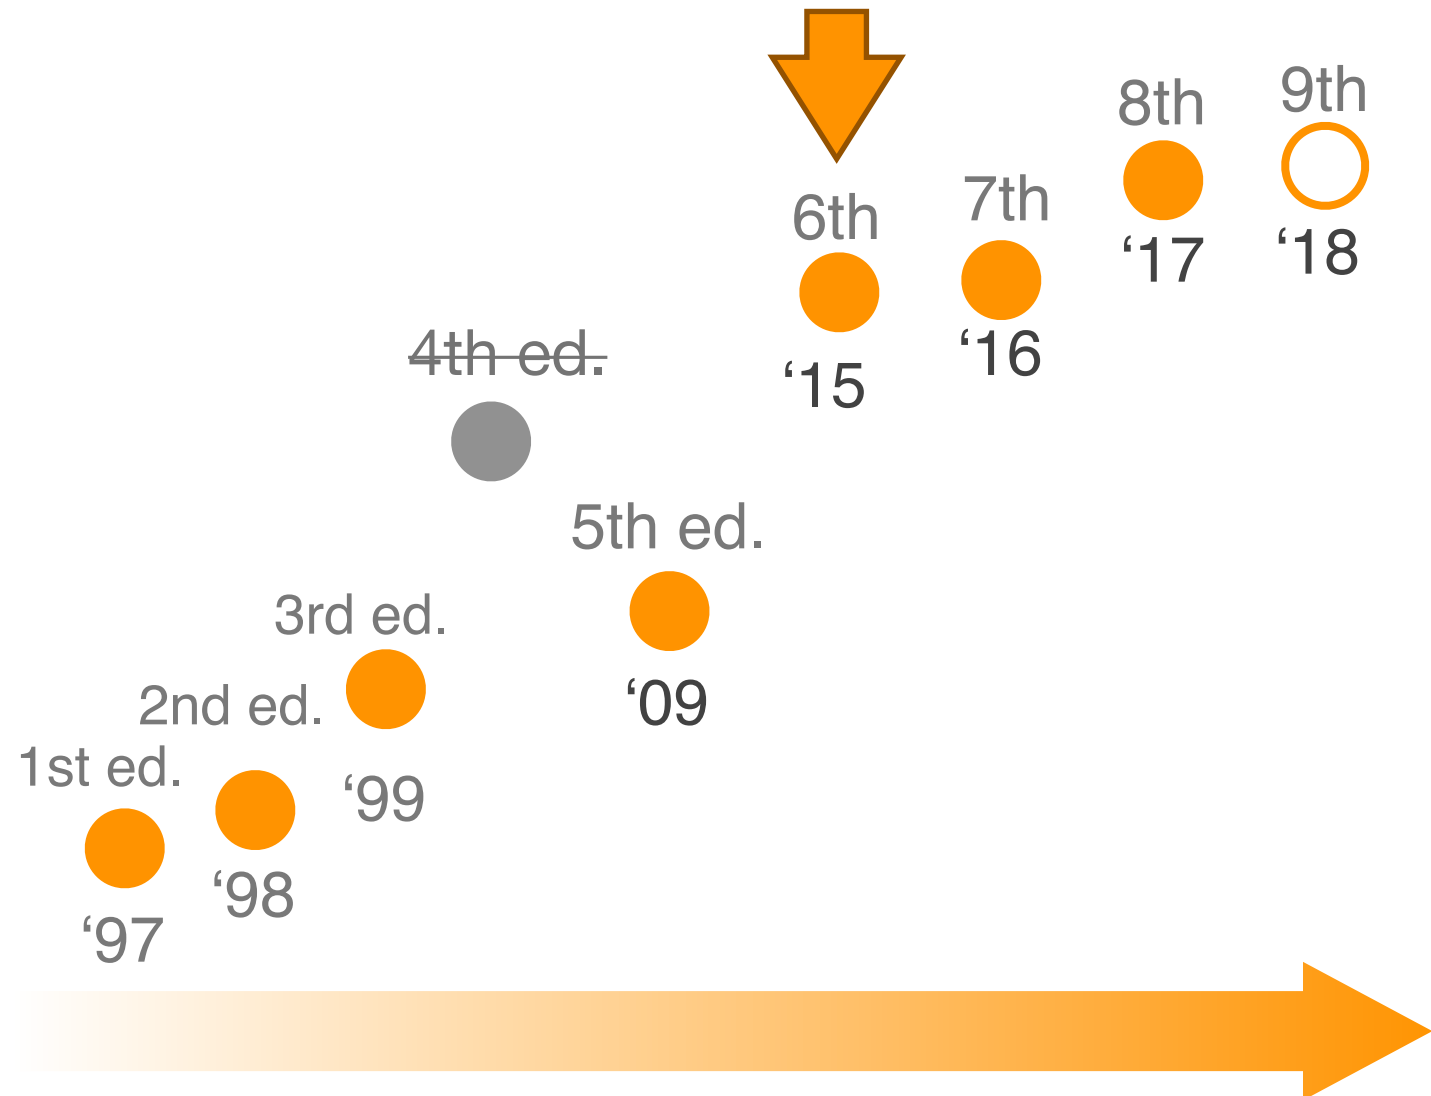 1st ed.
‘97
2nd ed.
‘98
3rd ed.
‘99
4th ed.
5th ed.
‘09
6th
‘15
7th
‘16
8th
‘17
9th
‘18